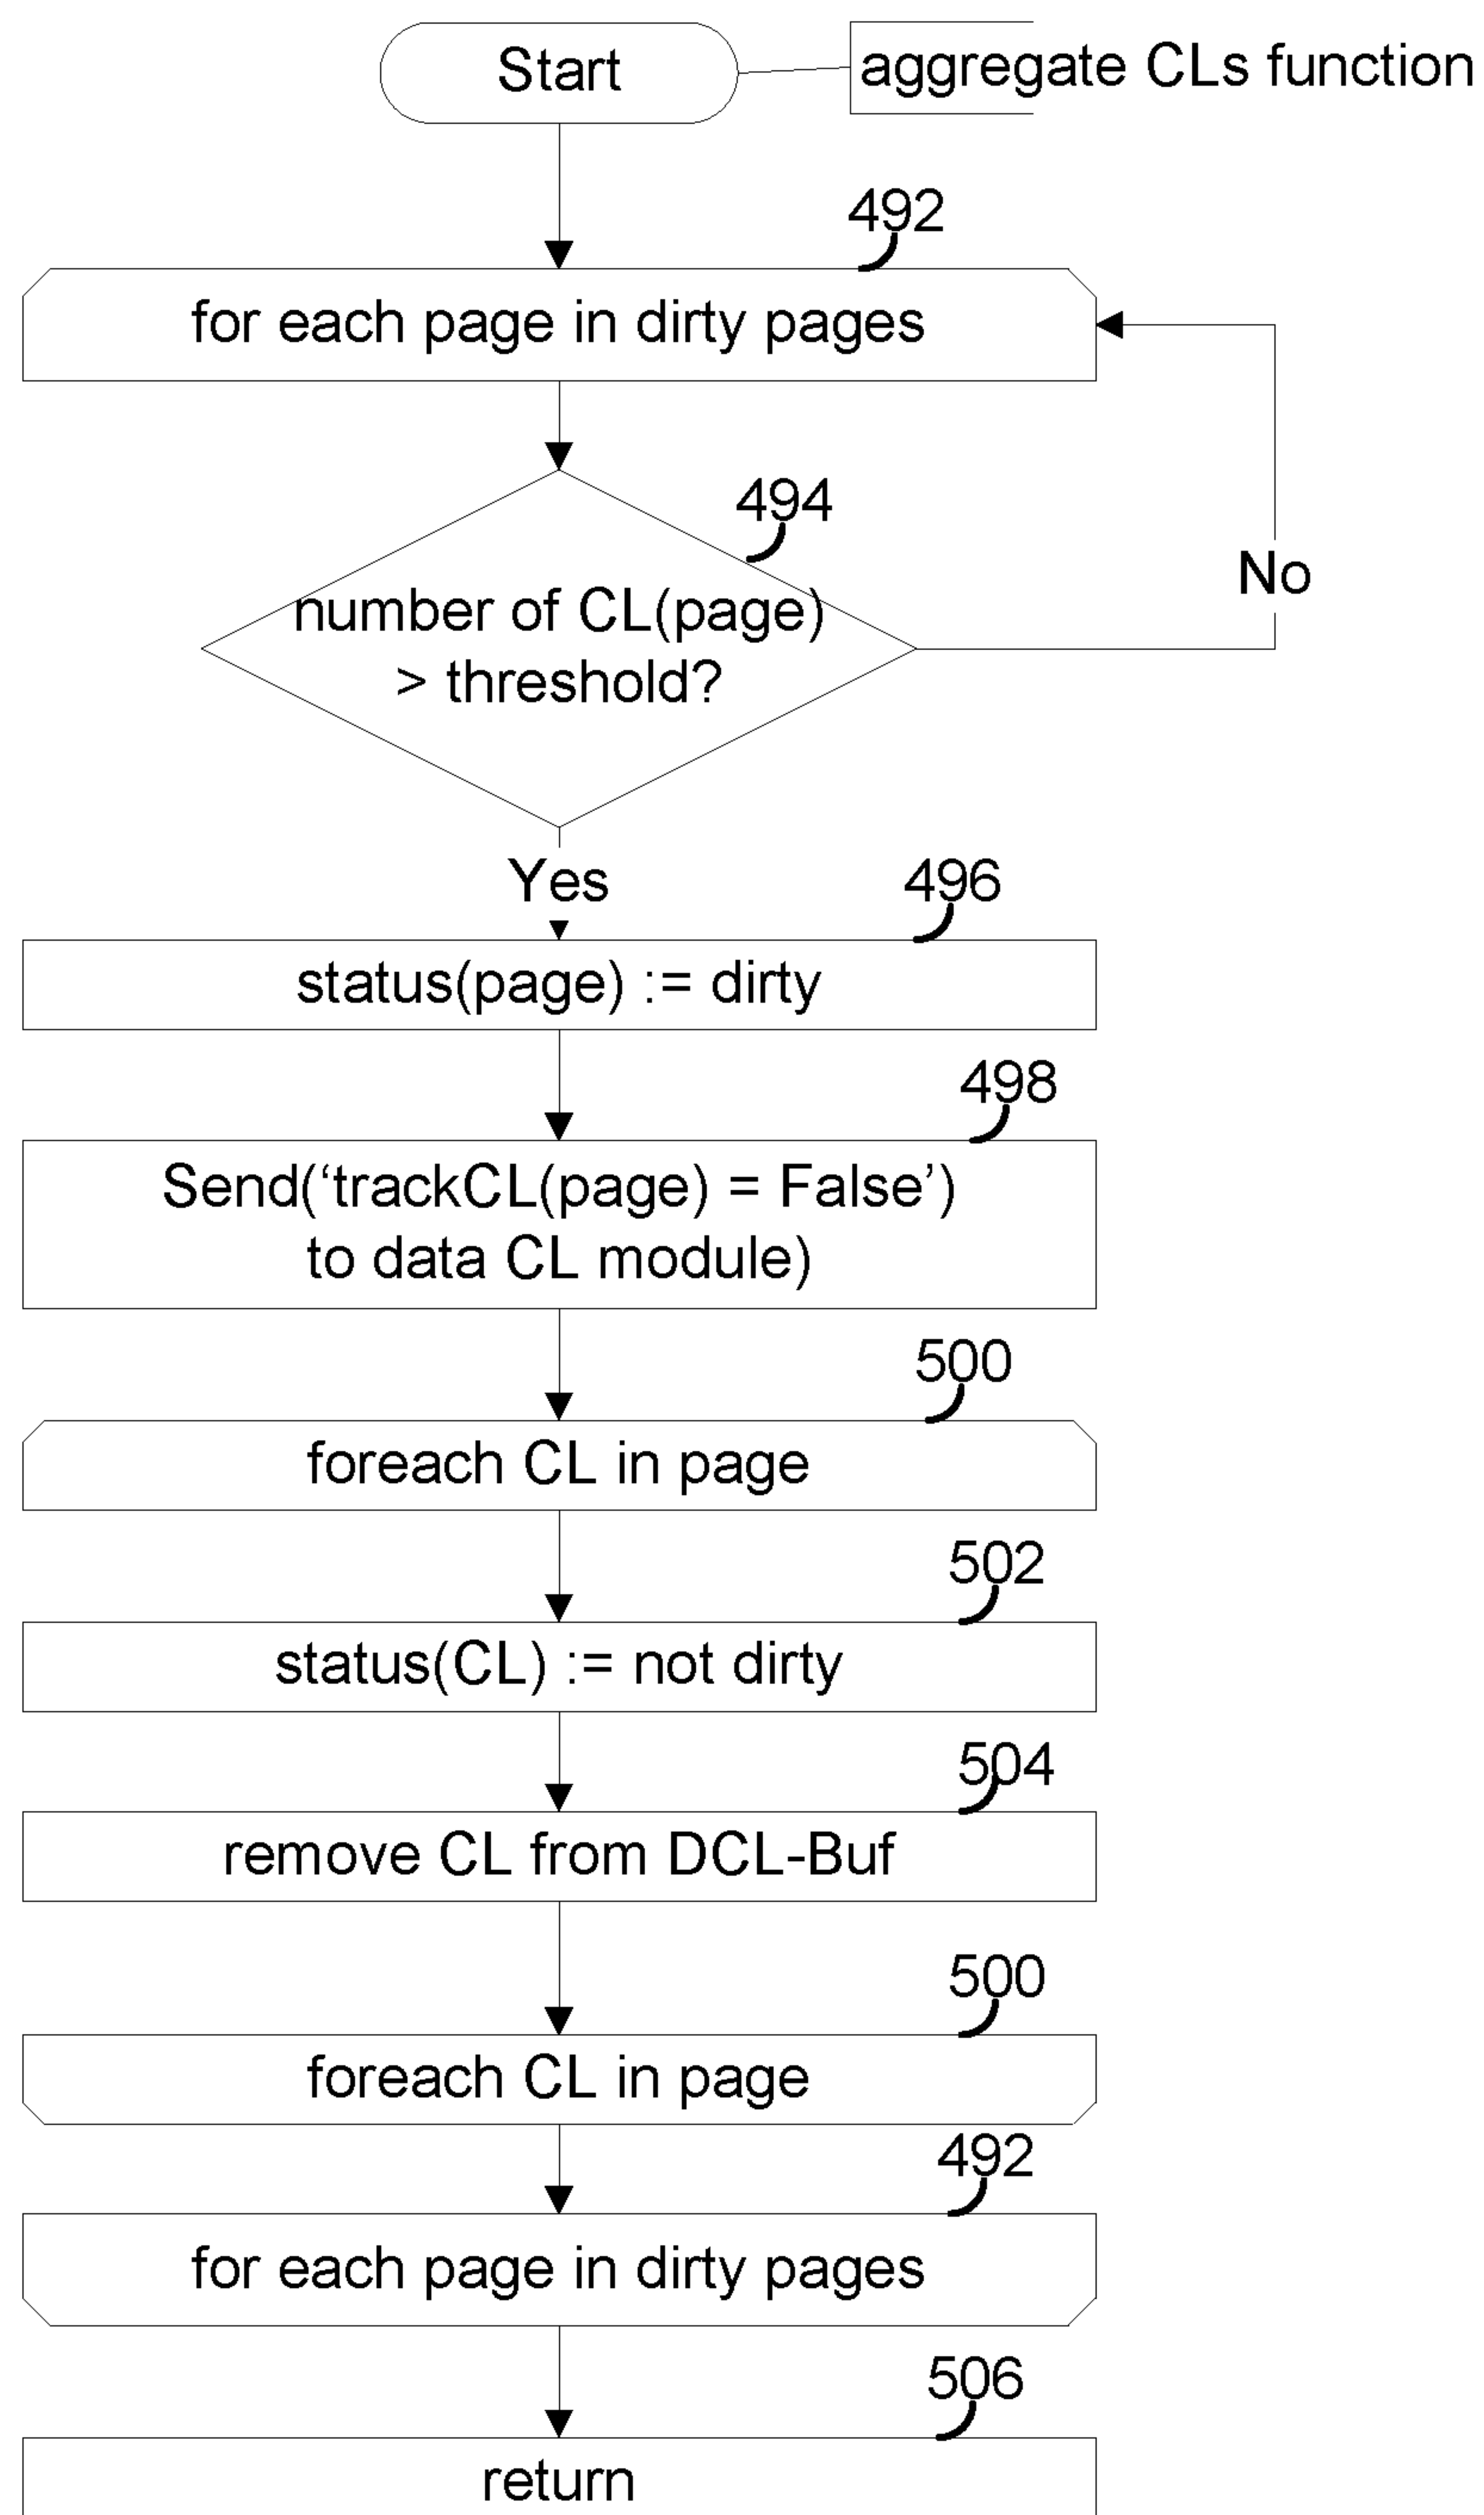 Start
aggregate CLs function
492
for each page in dirty pages
494
number of CL(page)
> threshold?
No
Yes
496
status(page) := dirty
498
Send(‘trackCL(page) = False’)
to data CL module)
500
foreach CL in page
502
status(CL) := not dirty
504
remove CL from DCL-Buf
500
foreach CL in page
492
for each page in dirty pages
506
return